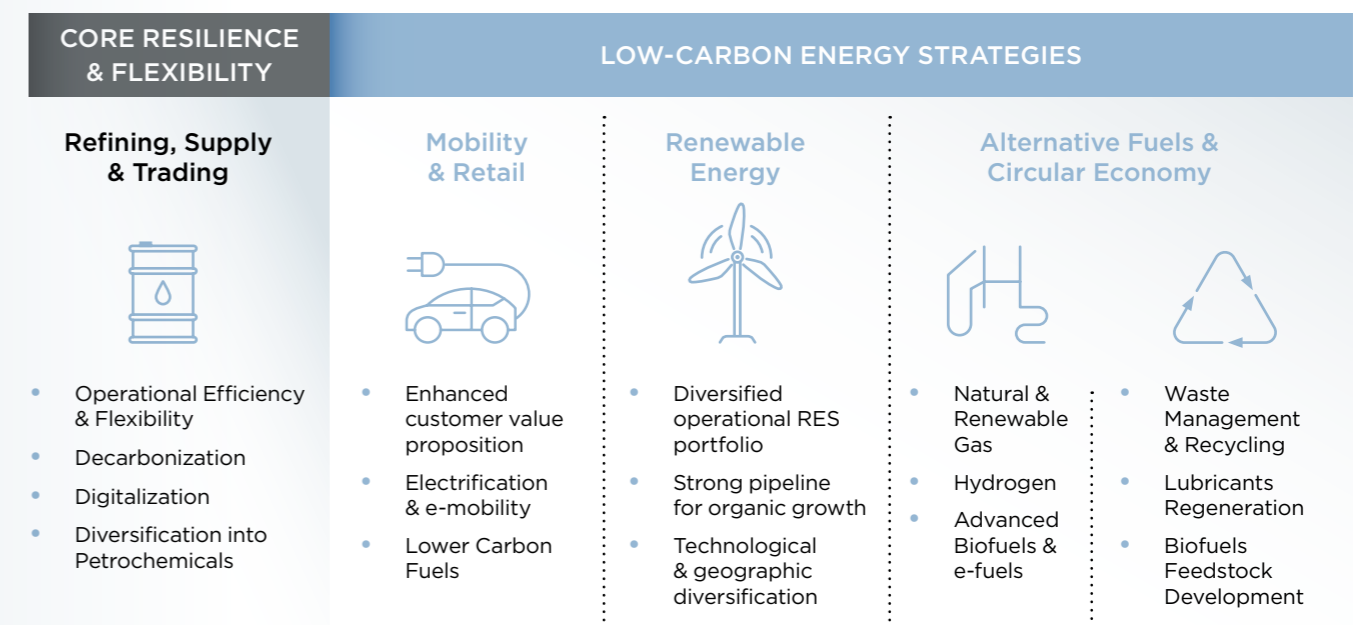 CORE RESILIENCE
& FLEXIBILITY
LOW-CARBON ENERGY STRATEGIES
Refining, Supply
& Trading
Operational Efficiency
& Flexibility
Decarbonization
Digitalization
Diversification into
Petrochemicals
Mobility
& Retail
Enhanced
customer value
proposition
Electrification
& e-mobility
Lower Carbon
Fuels
Renewable
Energy
Diversified
operational RES
portfolio
Strong pipeline
for organic growth
Technological
& geographic
diversification
Alternative Fuels &
Circular Economy
Natural &
Renewable
Gas
Hydrogen
Advanced
Biofuels &
e-fuels
Waste
Management
& Recycling
Lubricants
Regeneration
Biofuels
Feedstock
Development